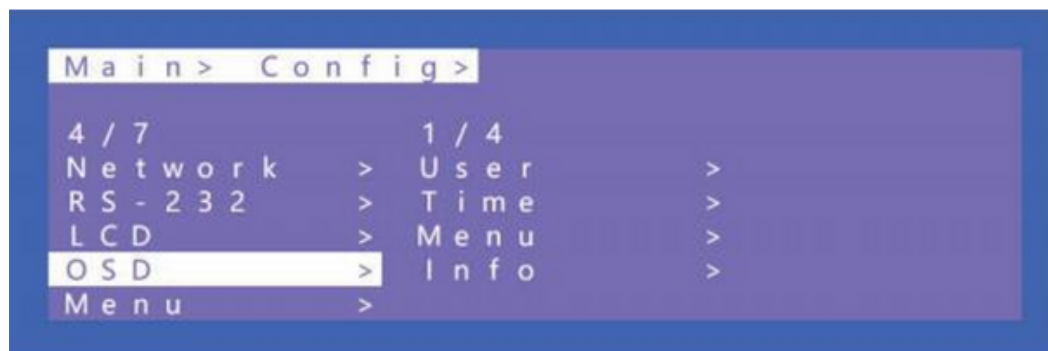 Main> Config>
4/7 1/4
Network > User >
RS-232 > Time >
LCD > Menu >
OSD > Info >
Menu >